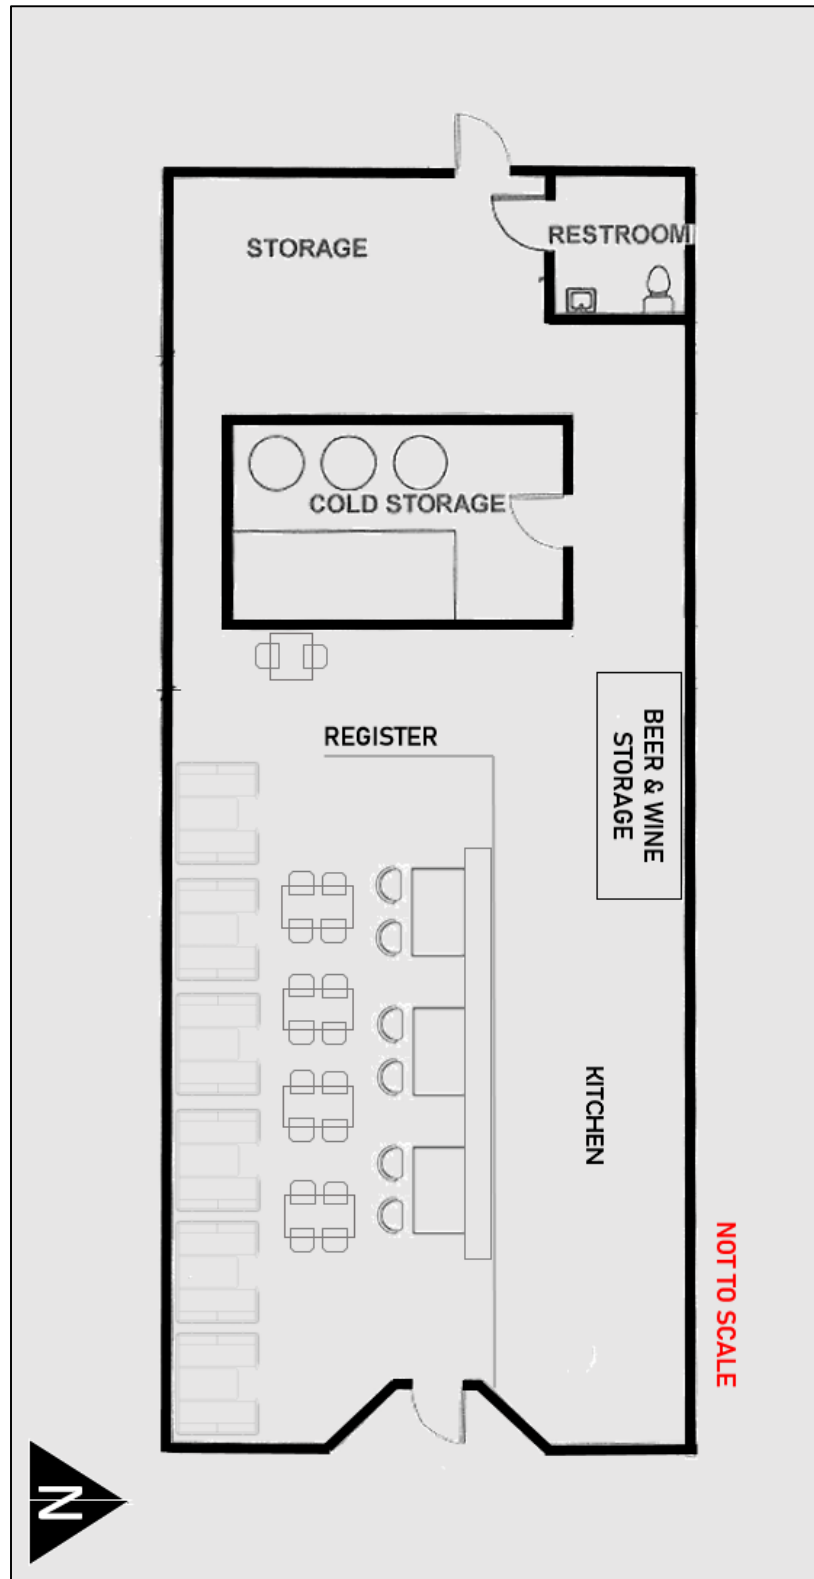 STORAGE
RESTROOM
COLD STORAGE
REGISTER
BEER & WINE
STORAGE
KITCHEN
NOT TO SCALE
N